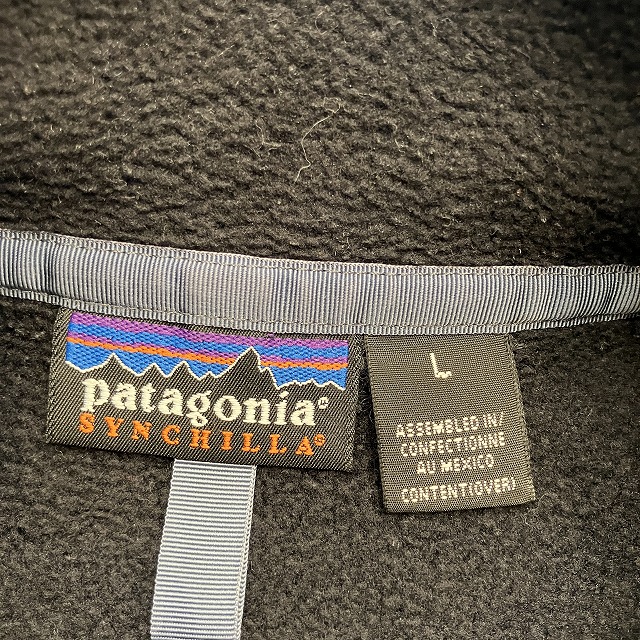 patagonia®
SYNCHILLA®
L
ASSEMBLED IN/
CONFECTIONNE
AU MEXICO
CONTENT(OVER)